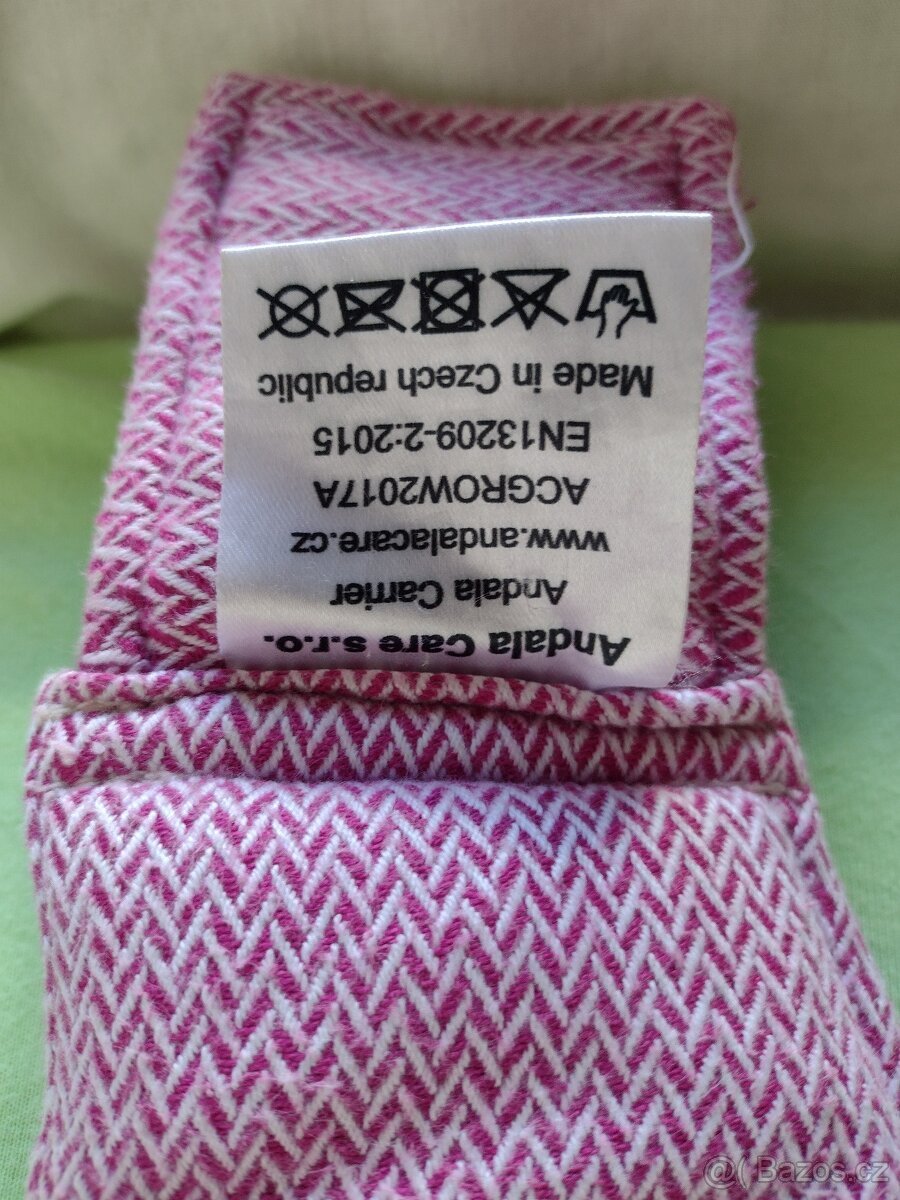 Andala Care s.r.o.
Andala Carrier
www.andalacare.cz
ACGROW2017A
EN13209-2:2015
Made in Czech republic
@( Bazos.cz